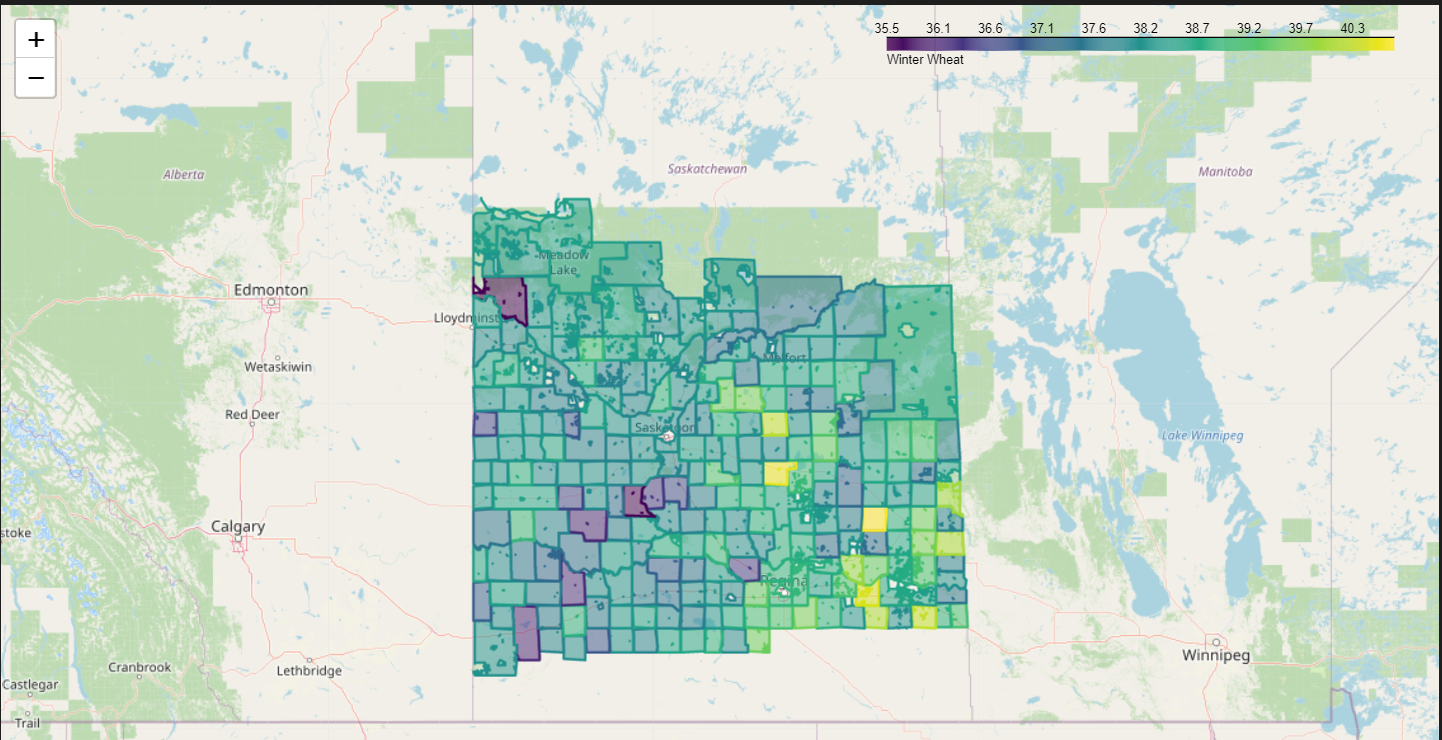 +
35.5 36.1 36.6 37.1 37.6 38.2 38.7 39.2 39.7 40.3
Winter Wheat
−
Saskatchewan
Alberta
Manitoba
Meadow
Lake
Edmonton
Lloydminst
Melfort
Wetaskiwin
Red Deer
Saskatoon
Lake Winnipeg
Calgary
stoke
Regina
Winnipeg
Cranbrook
Lethbridge
Castlegar
Trail